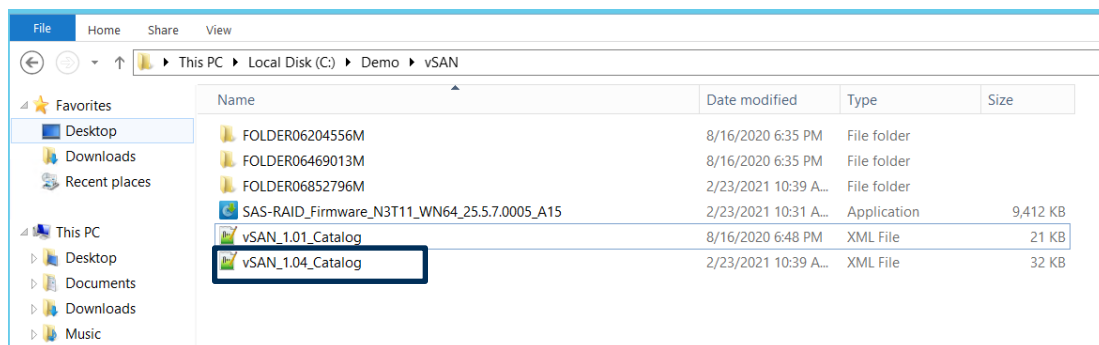 File Home Share View
This PC Local Disk (C:) Demo vSAN
Name Date modified Type Size
Favorites
Desktop
Downloads
Recent places
This PC
Desktop
Documents
Downloads
Music
FOLDER06204556M 8/16/2020 6:35 PM File folder
FOLDER06469013M 8/16/2020 6:35 PM File folder
FOLDER06852796M 2/23/2021 10:39 A... File folder
SAS-RAID_Firmware_N3T11_WN64_25.5.7.0005_A15 2/23/2021 10:31 A... Application 9,412 KB
vSAN_1.01_Catalog 8/16/2020 6:48 PM XML File 21 KB
vSAN_1.04_Catalog 2/23/2021 10:39 A... XML File 32 KB